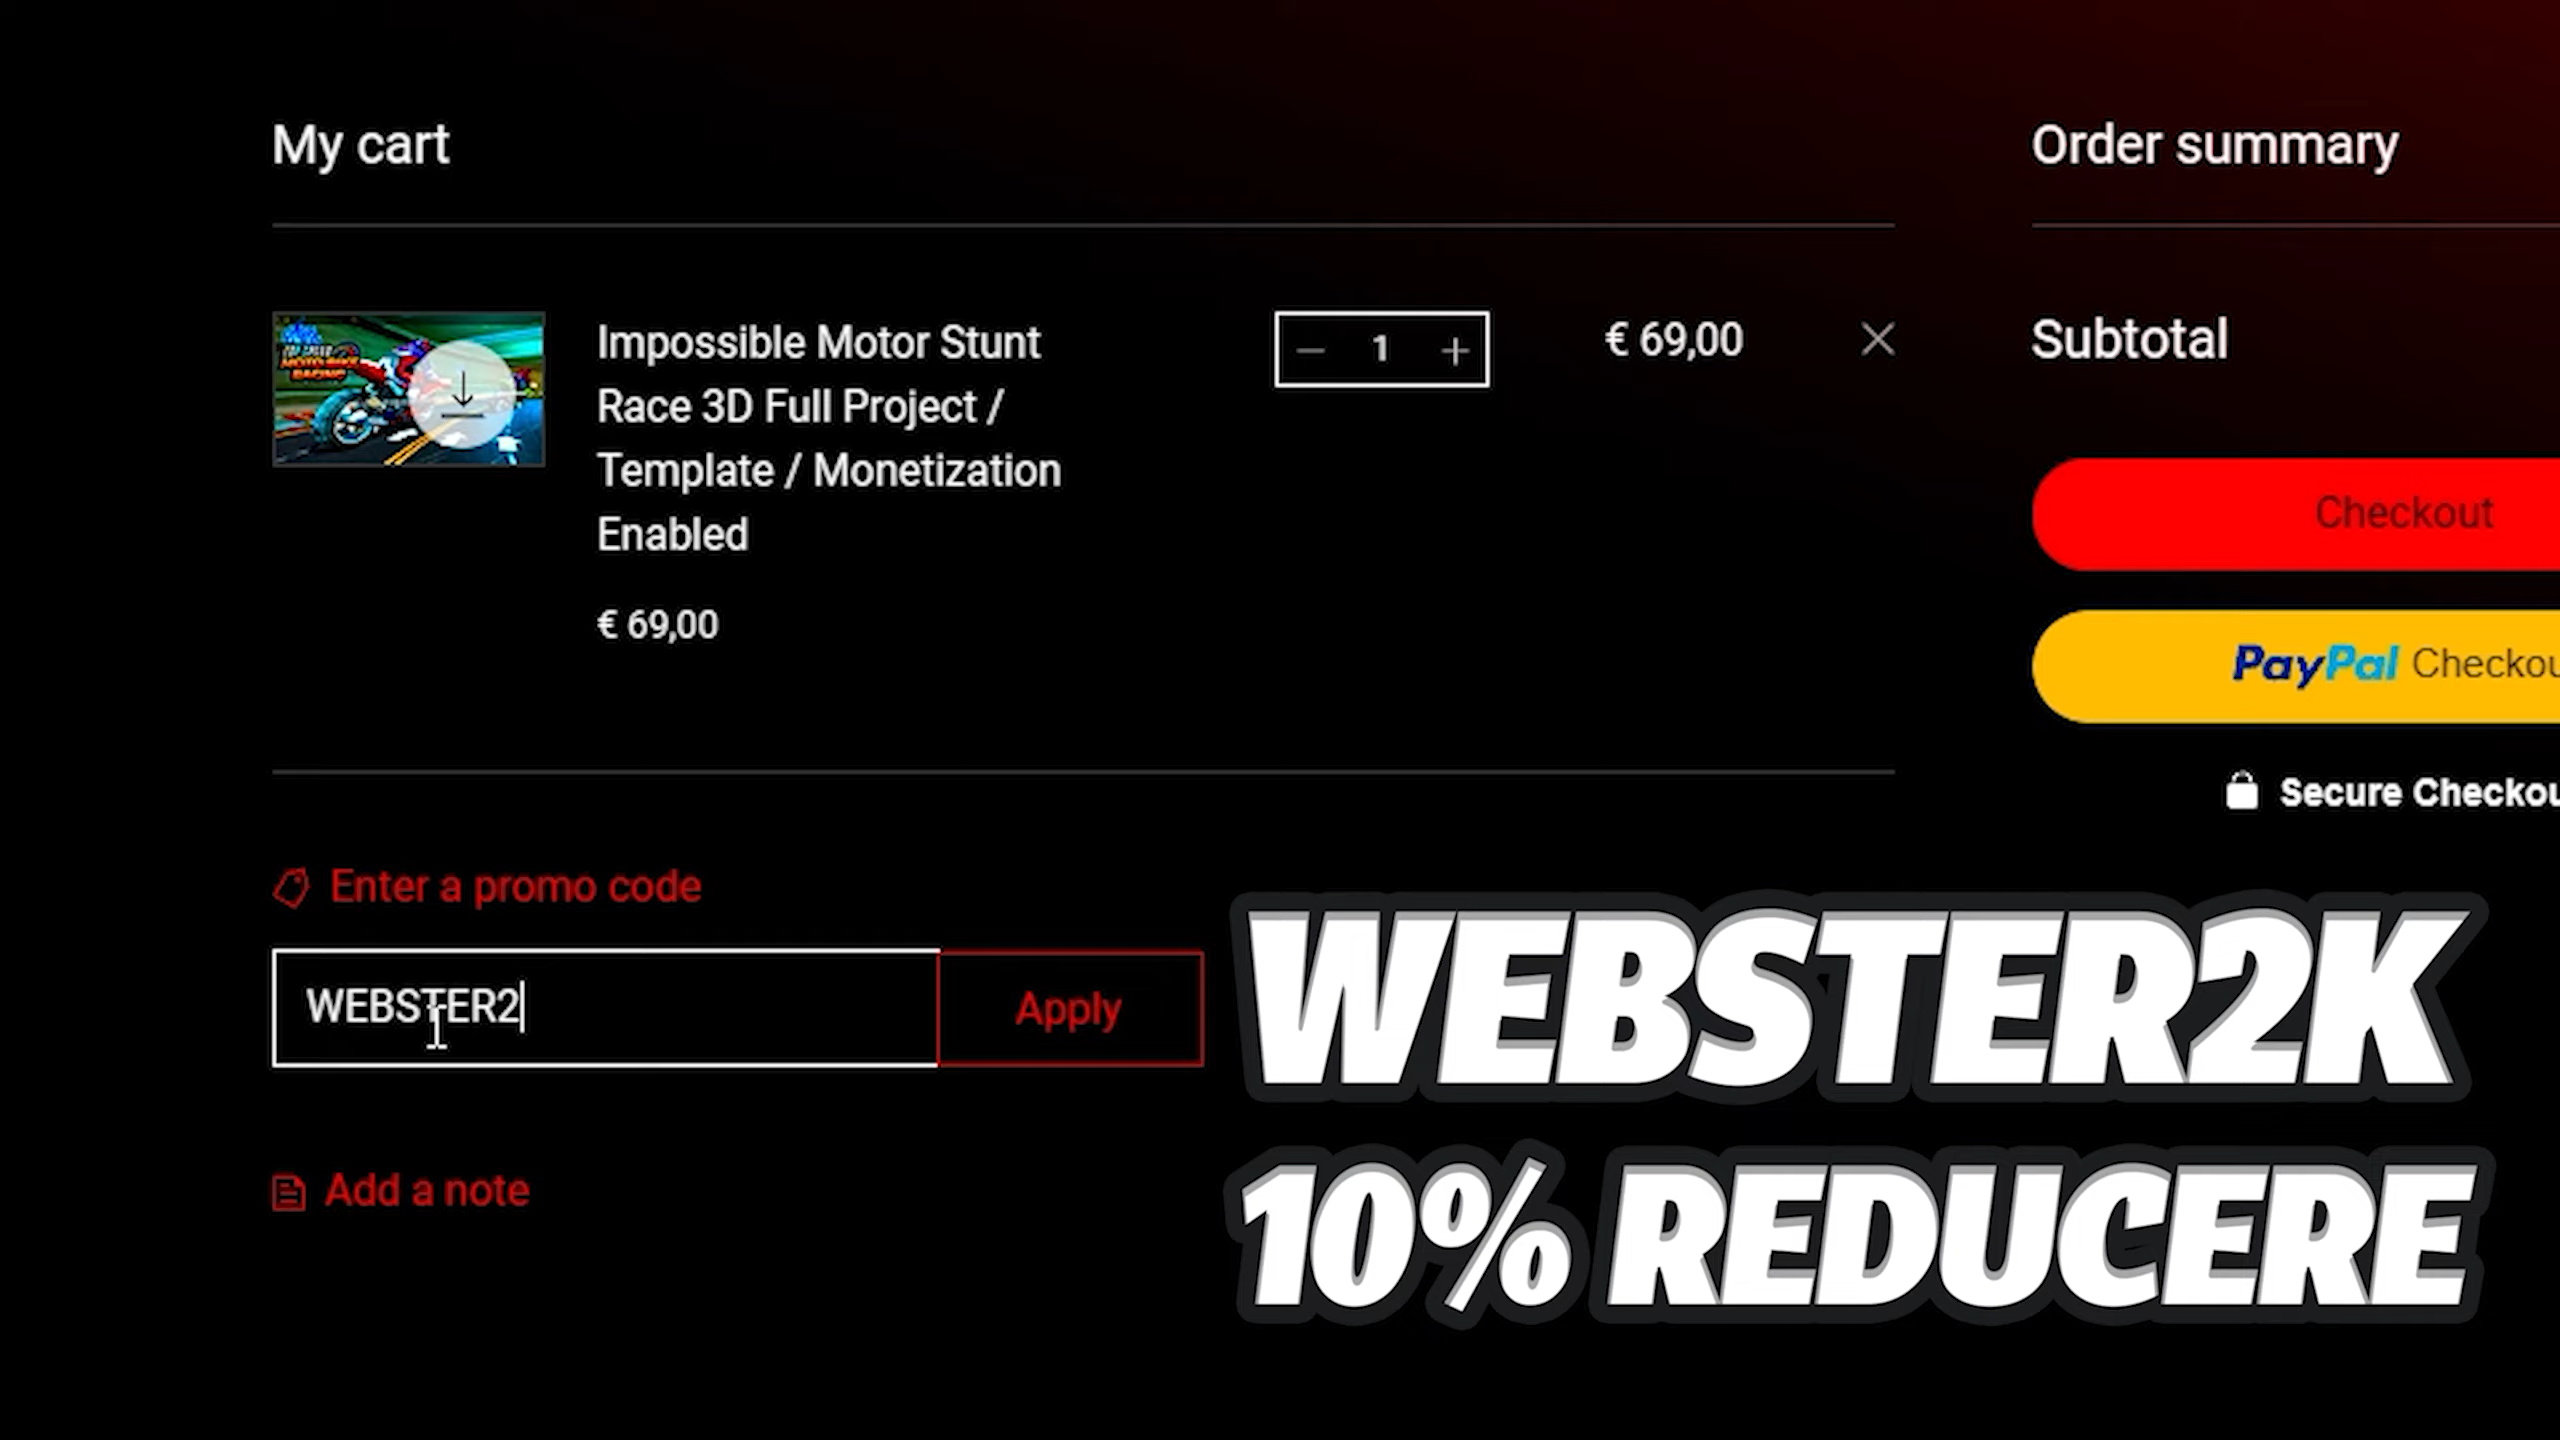 My cart
Order summary
Impossible Motor Stunt
Race 3D Full Project /
Template / Monetization
Enabled
€ 69,00
1
€ 69,00
Subtotal
Checkout
PayPal Checkou
Secure Checkou
Enter a promo code
WEBSTER2
Apply
WEBSTER2K
10% REDUCERE
Add a note